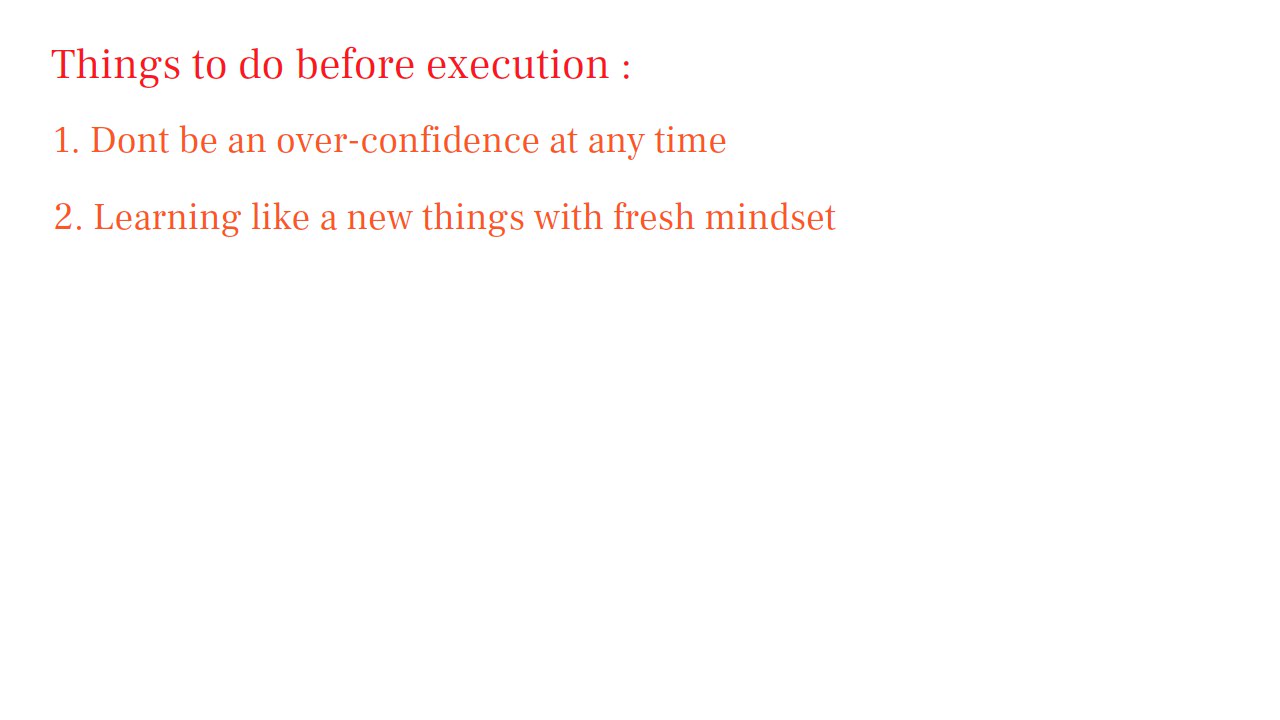 Things to do before execution :
1. Dont be an over-confidence at any time
2. Learning like a new things with fresh mindset